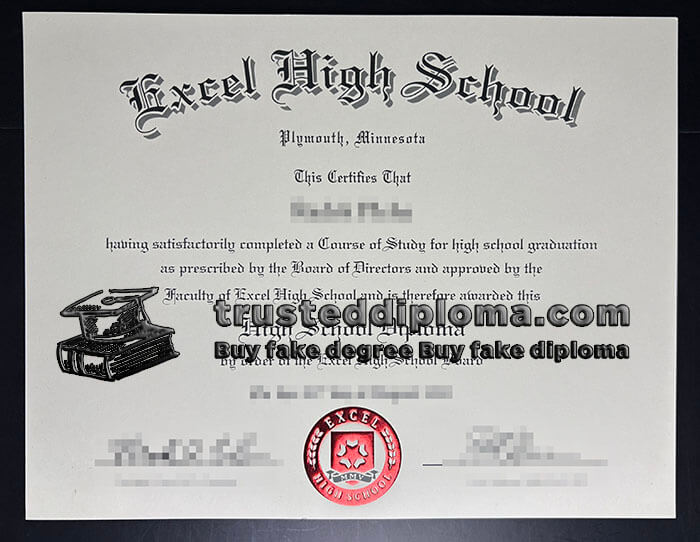 Excel High School
Plymouth, Minnesota
This Certifies That
having satisfactorily completed a Course of Study for high school graduation
as prescribed by the Board of Directors and approved by the
Faculty of Excel High School and is therefore awarded this
trusteddiploma.com
High School Diploma
Buy fake degree Buy fake diploma
by order of the Excel High School Board
EXCEL
MMV
HIGH SCHOOL